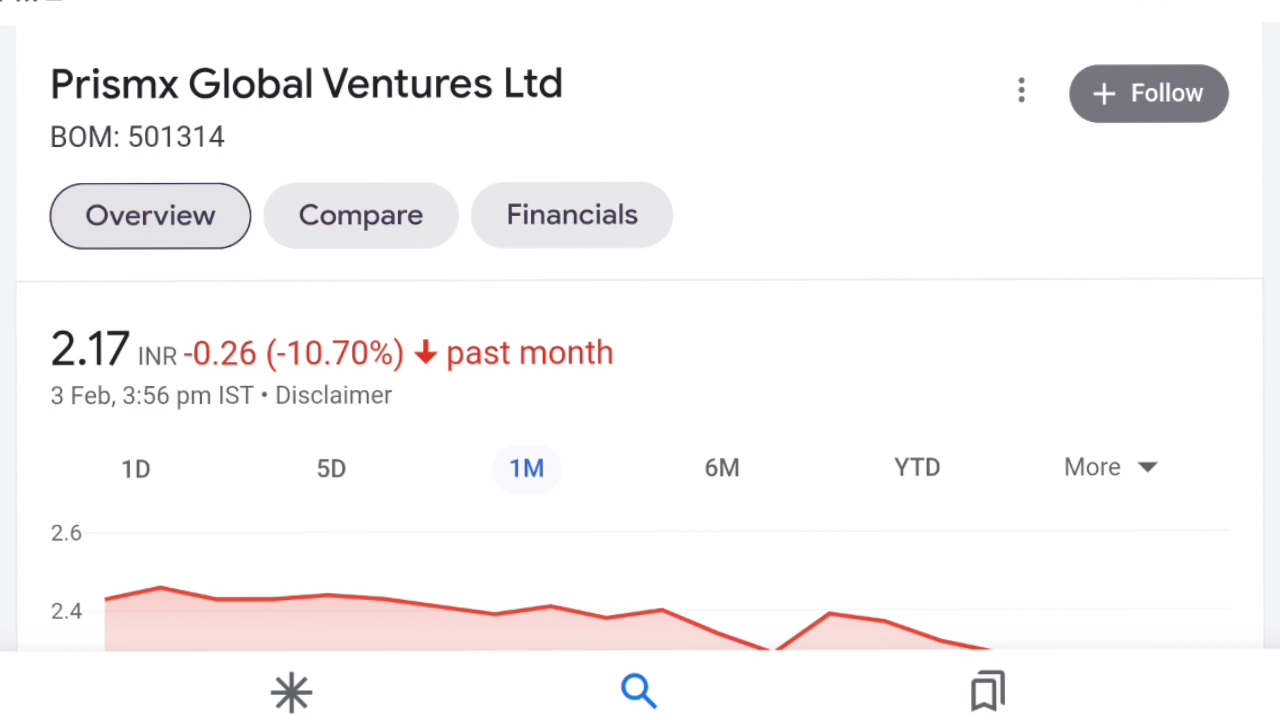 Prismx Global Ventures Ltd
+ Follow
BOM: 501314
Overview Compare Financials
2.17 INR -0.26 (-10.70%) ↓ past month
3 Feb, 3:56 pm IST • Disclaimer
1D 5D 1M 6M YTD More
2.6
2.4